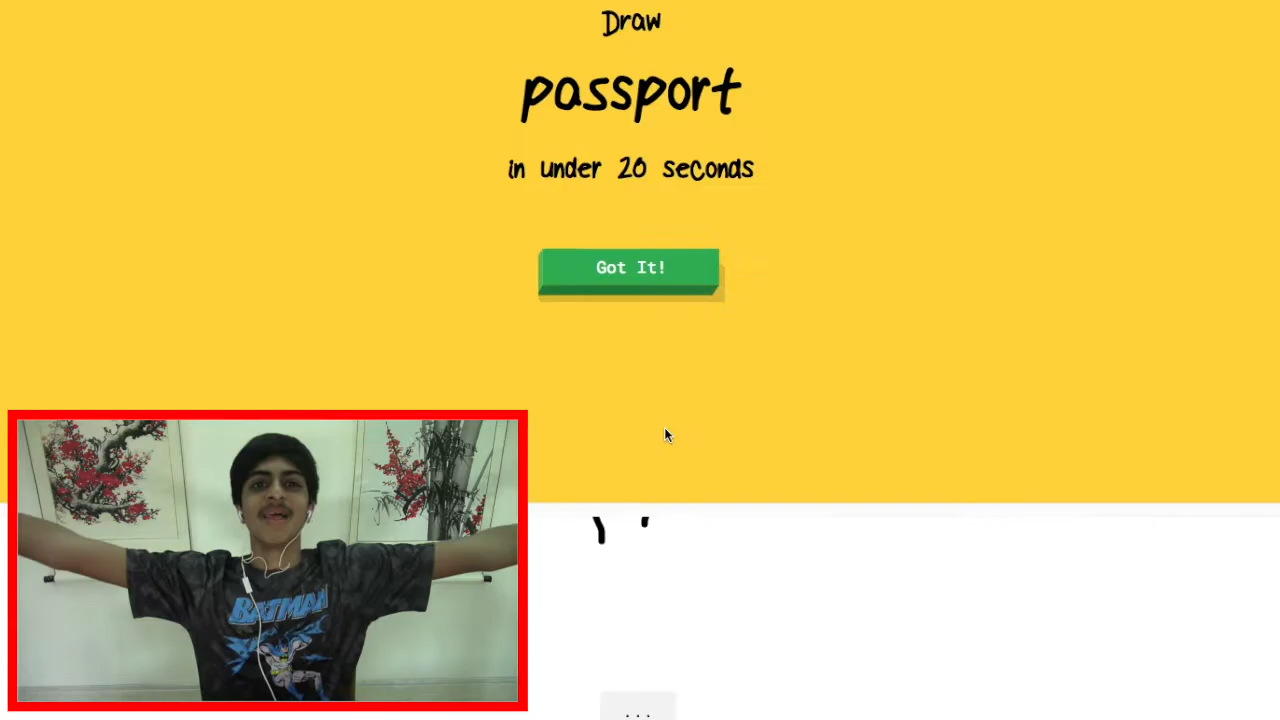 Draw
passport
in under 20 seconds
Got It!
BATMAN
...